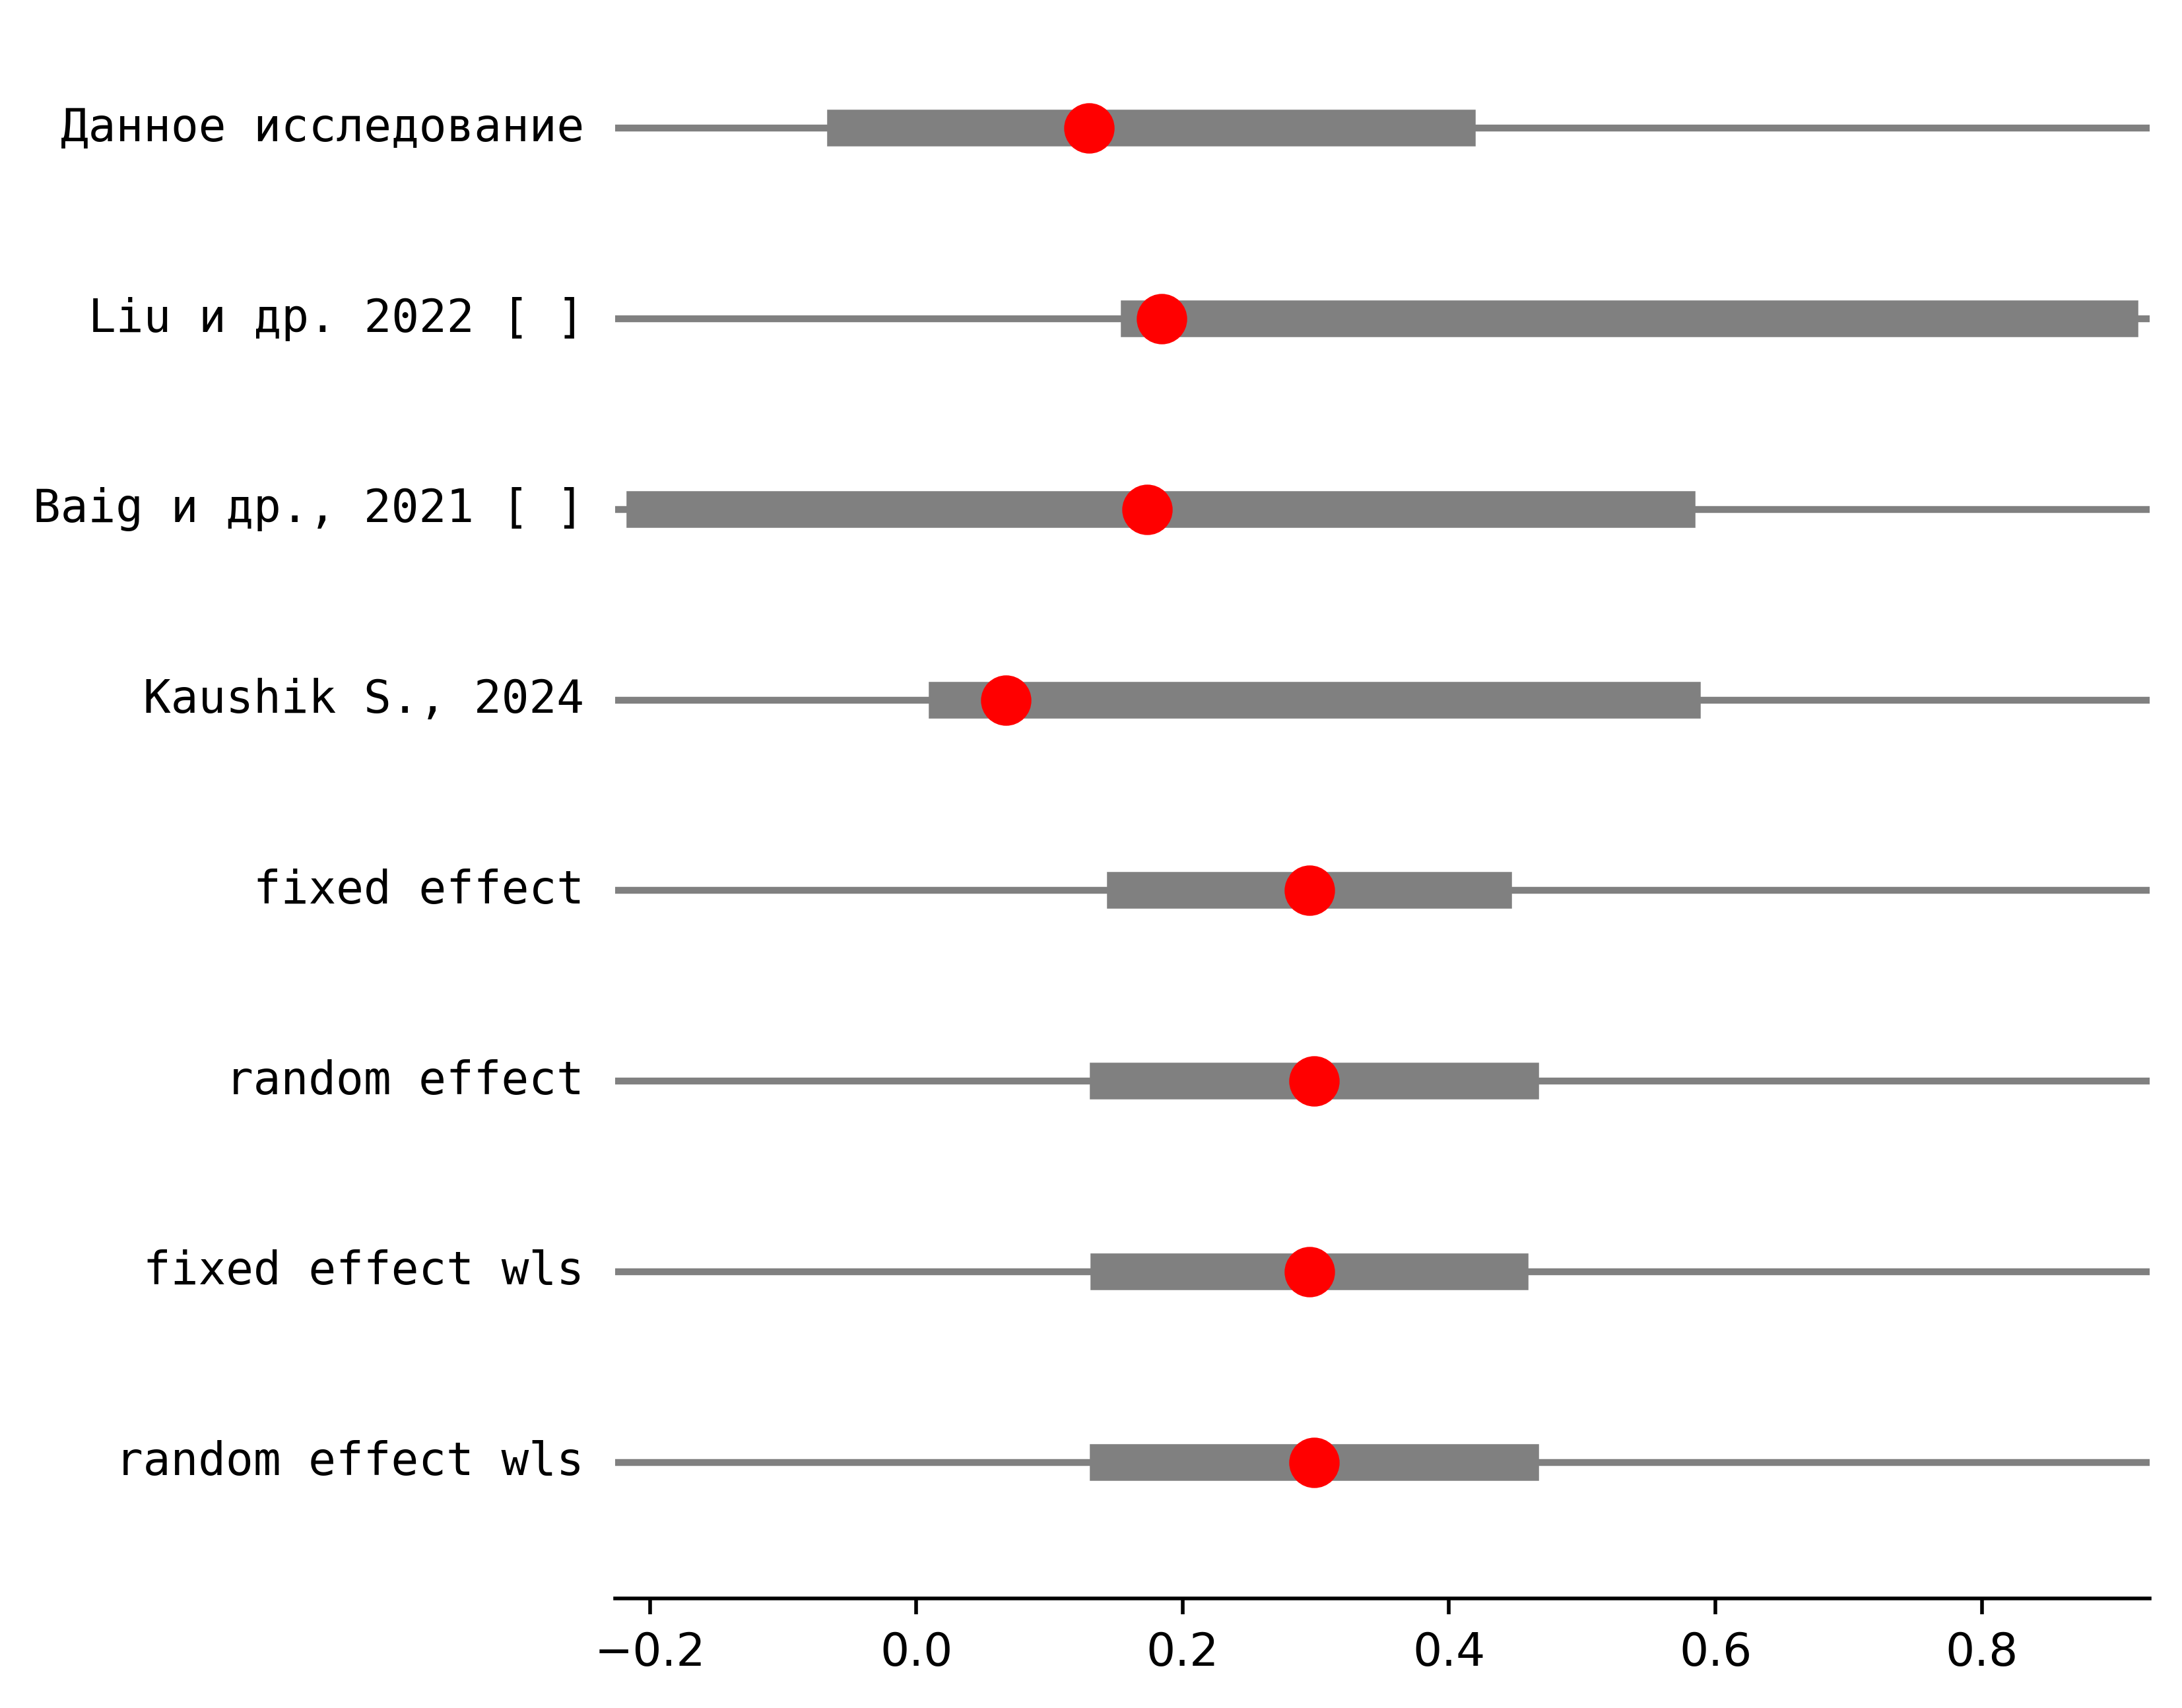 Данное исследование
Liu и др. 2022 [ ]
Baig и др., 2021 [ ]
Kaushik S., 2024
fixed effect
random effect
fixed effect wls
random effect wls
−0.2 0.0 0.2 0.4 0.6 0.8